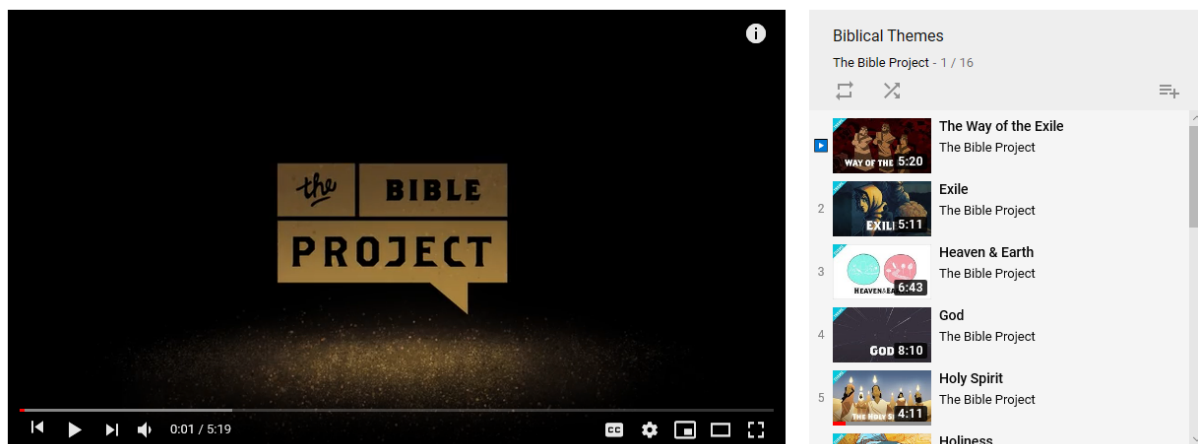 the BIBLE
PROJECT
0:01 / 5:19
CC
Biblical Themes
The Bible Project - 1 / 16
WAY OF THE
5:20
The Way of the Exile
The Bible Project
2
5:11
Exile
The Bible Project
3
HEAVEN&EA
6:43
Heaven & Earth
The Bible Project
4
GOD
8:10
God
The Bible Project
5
4:11
Holy Spirit
The Bible Project
Holiness